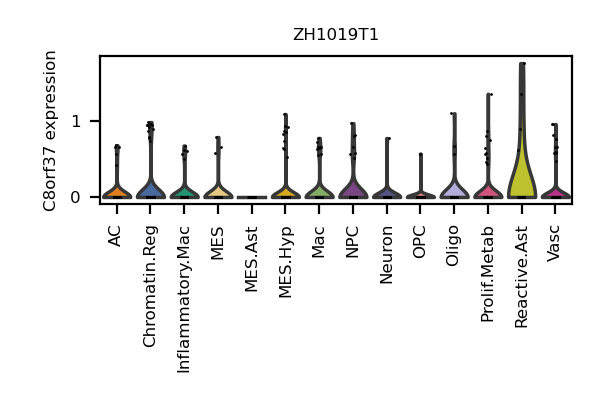 ZH1019T1
C8orf37 expression
1
0
AC
Chromatin.Reg
Inflammatory.Mac
MES
MES.Ast
MES.Hyp
Mac
NPC
Neuron
OPC
Oligo
Prolif.Metab
Reactive.Ast
Vasc